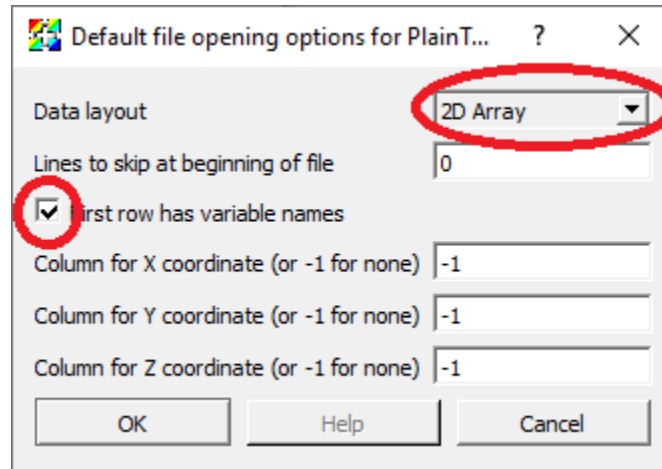 Default file opening options for PlainT... ?
Data layout 2D Array
Lines to skip at beginning of file 0
First row has variable names
Column for X coordinate (or -1 for none) -1
Column for Y coordinate (or -1 for none) -1
Column for Z coordinate (or -1 for none) -1
OK Help Cancel